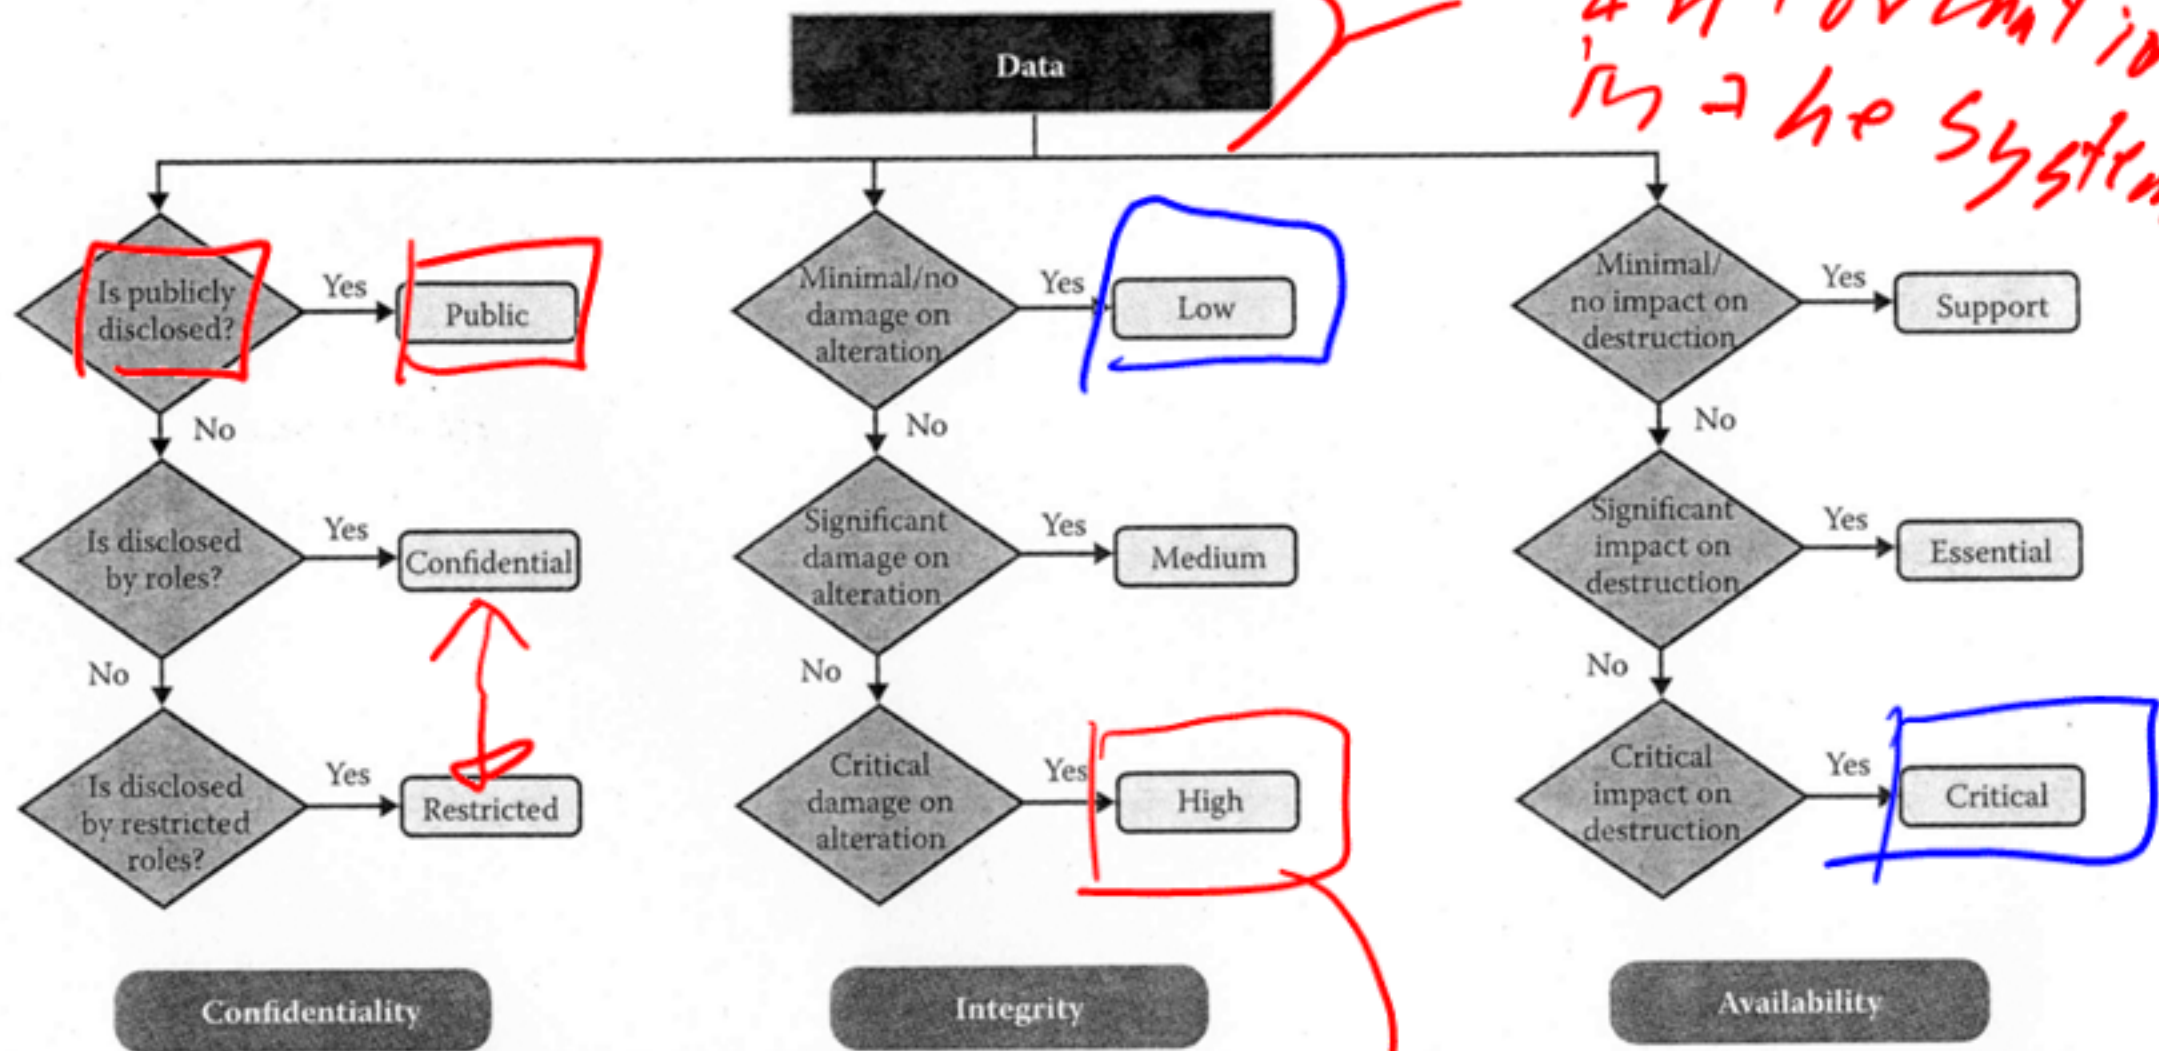 Data
in the system
Is publicly
disclosed?
Yes
Public
No
Is disclosed
by roles?
Yes
Confidential
No
Is disclosed
by restricted
roles?
Yes
Restricted
Confidentiality
Minimal/no
damage on
alteration
Yes
Low
No
Significant
damage on
alteration
Yes
Medium
No
Critical
damage on
alteration
Yes
High
Integrity
Minimal/
no impact on
destruction
Yes
Support
No
Significant
impact on
destruction
Yes
Essential
No
Critical
impact on
destruction
Yes
Critical
Availability